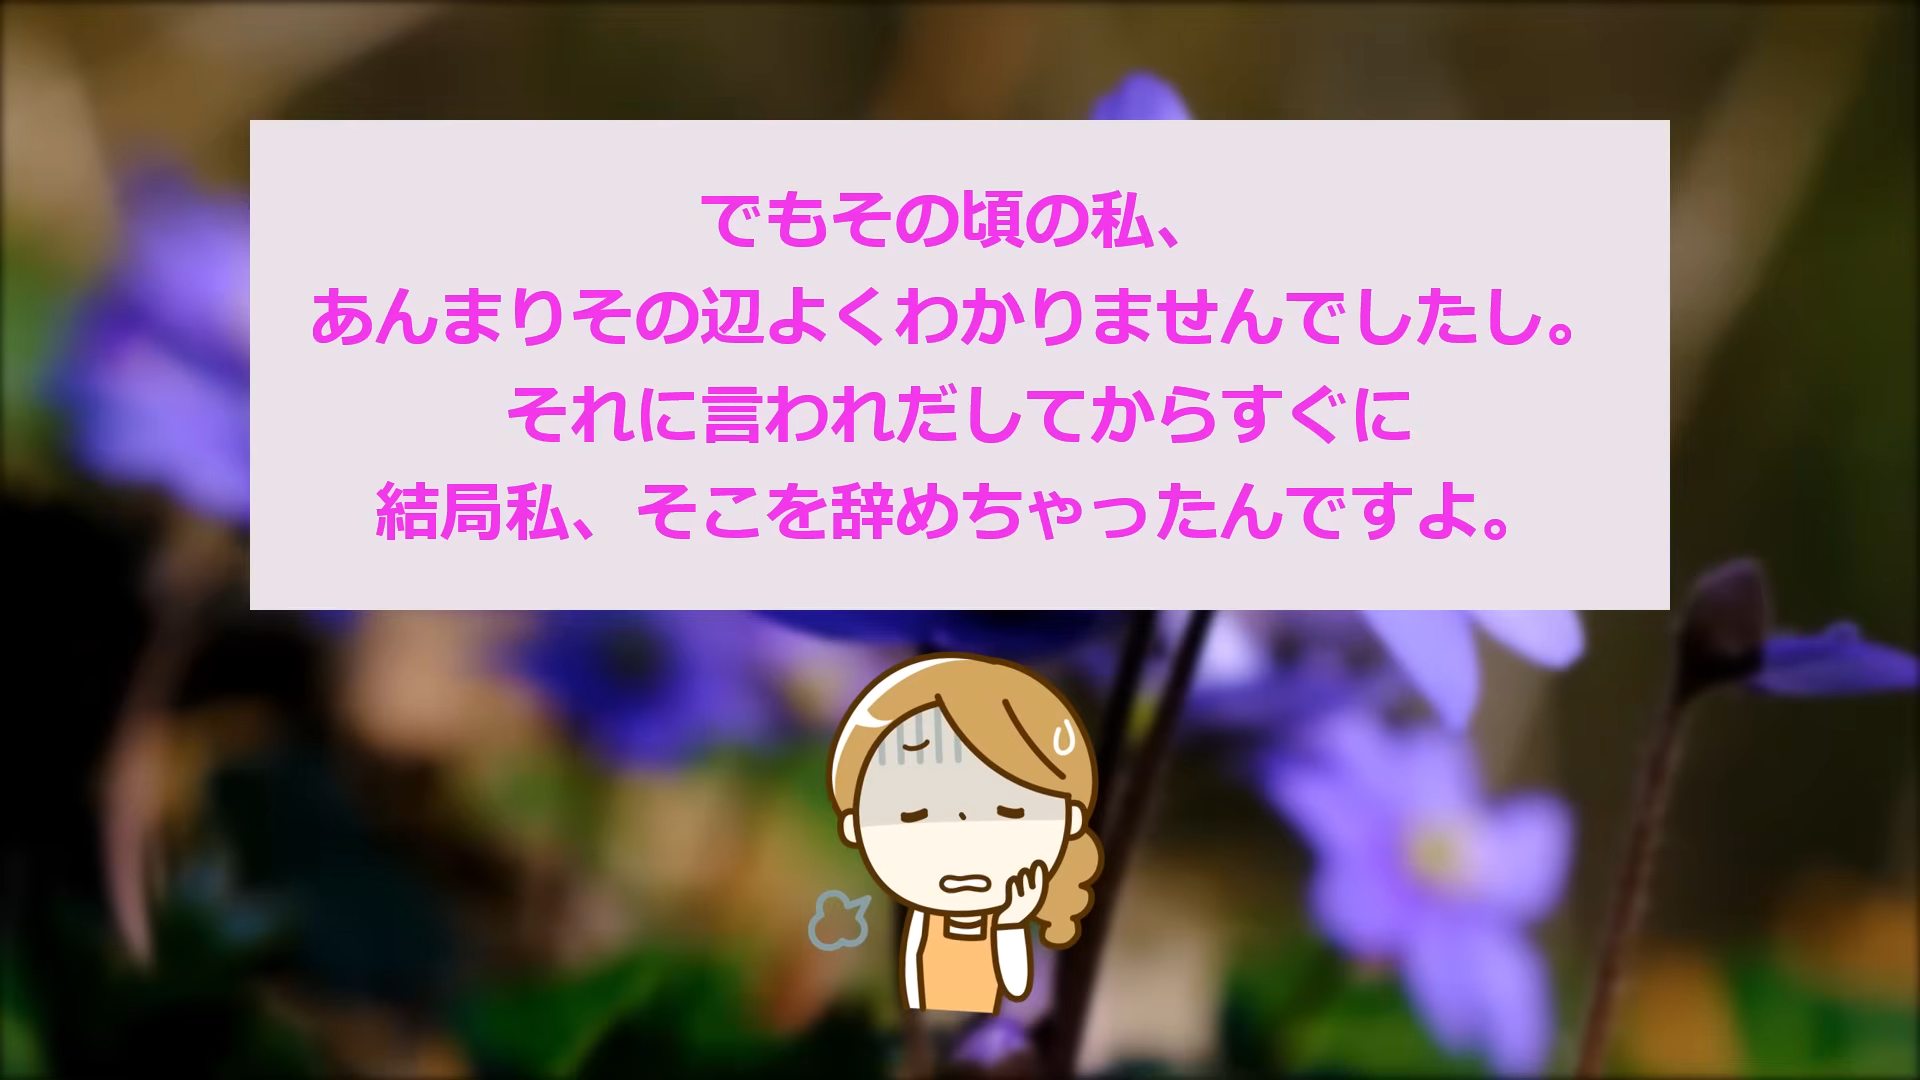 でもその頃の私、
あんまりその辺よくわかりませんでしたし。
それに言われだしてからすぐに
結局私、そこを辞めちゃったんですよ。